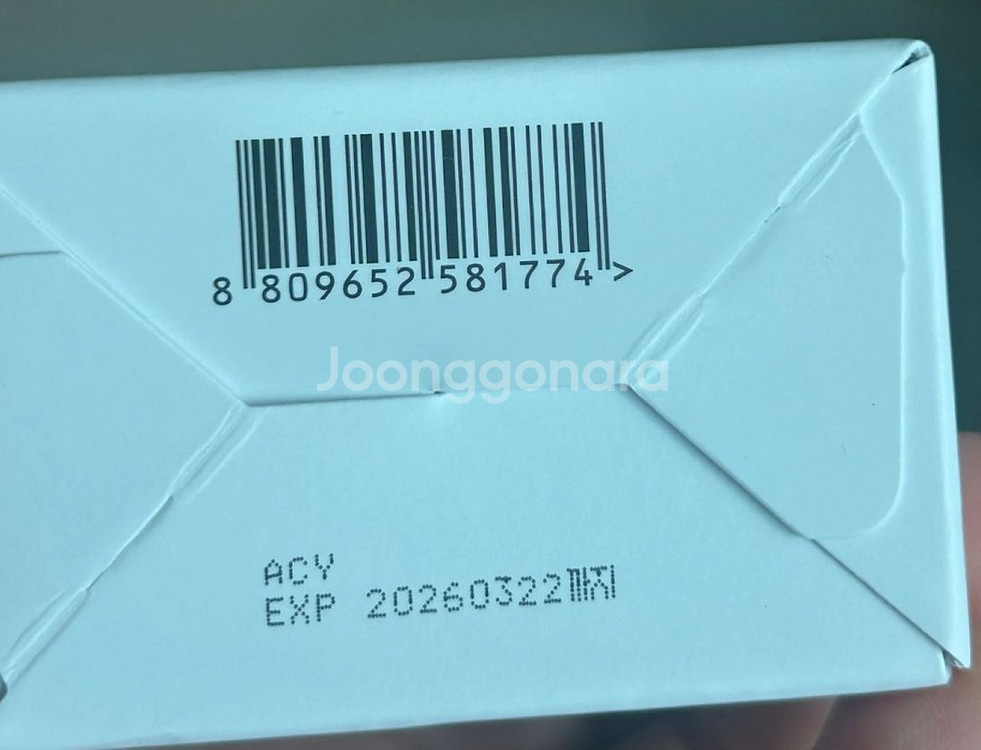 8 809652 581774 >
Joonggonara
ACY
EXP 20260322까지